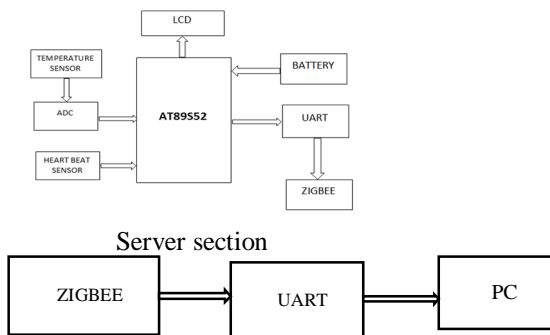 LCD
TEMPERATURE
SENSOR
BATTERY
ADC
AT89S52
UART
HEART BEAT
SENSOR
ZIGBEE
Server section
ZIGBEE
UART
PC